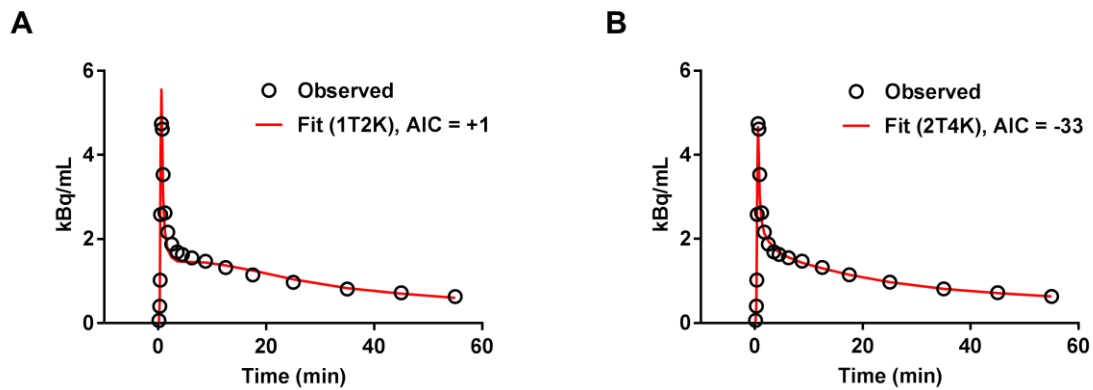 A
6
4
2
0
kBq/mL
Observed
Fit (1T2K), AIC = +1
0
20
40
60
Time (min)
B
6
4
2
0
kBq/mL
Observed
Fit (2T4K), AIC = -33
0
20
40
60
Time (min)